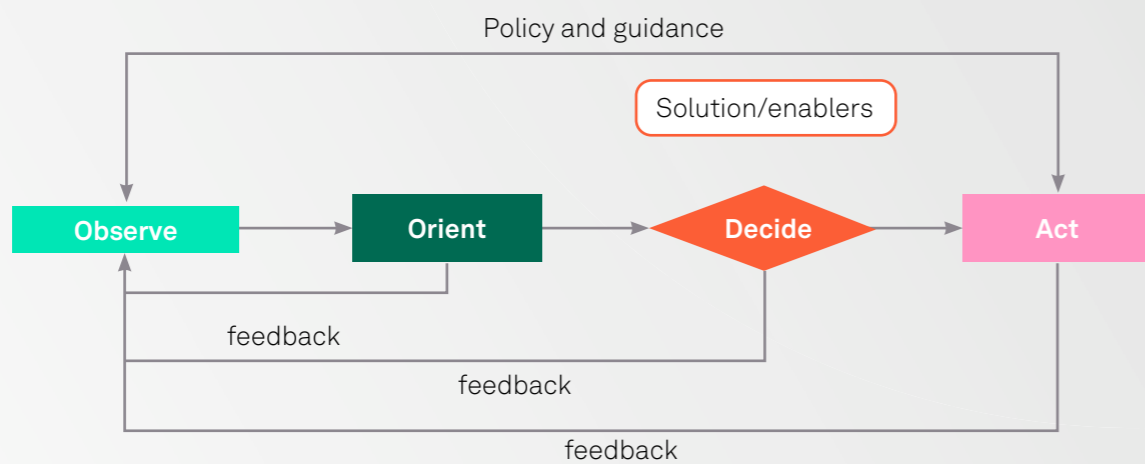 Policy and guidance
Solution/enablers
Observe
Orient
Decide
Act
feedback
feedback
feedback